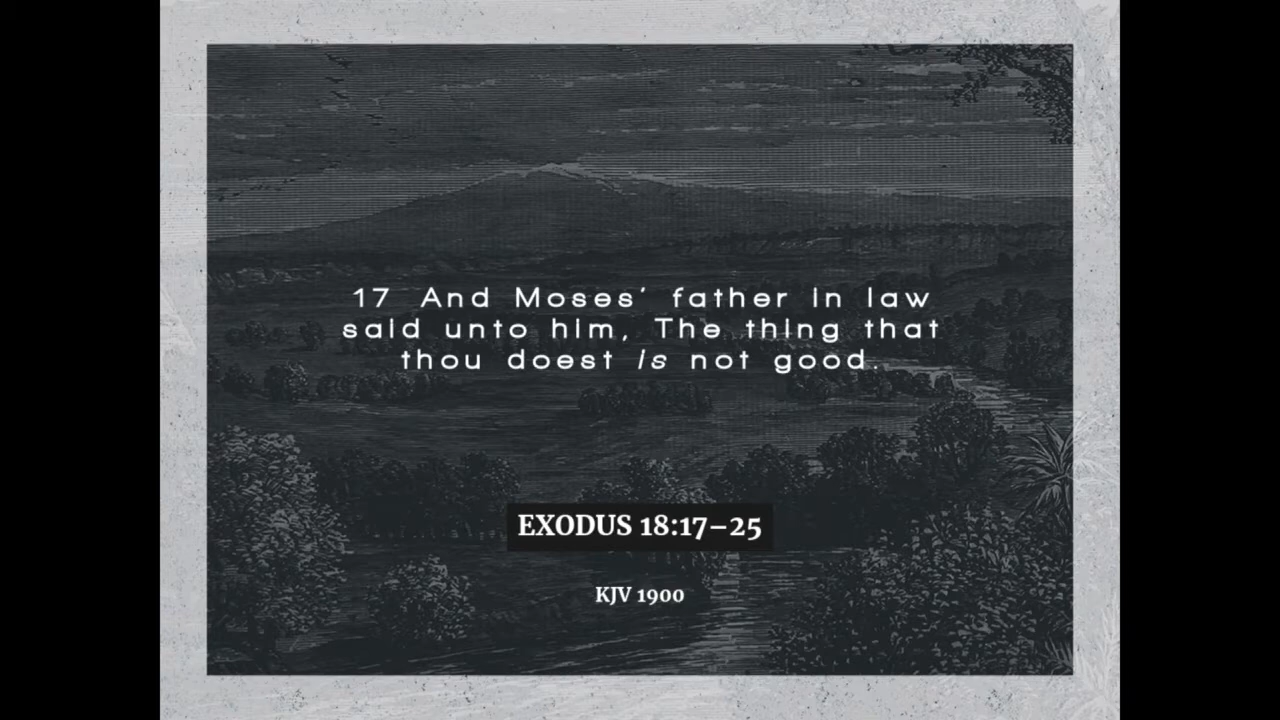 17 And Moses’ father in law
said unto him, The thing that
thou doest is not good.
EXODUS 18:17–25
KJV 1900